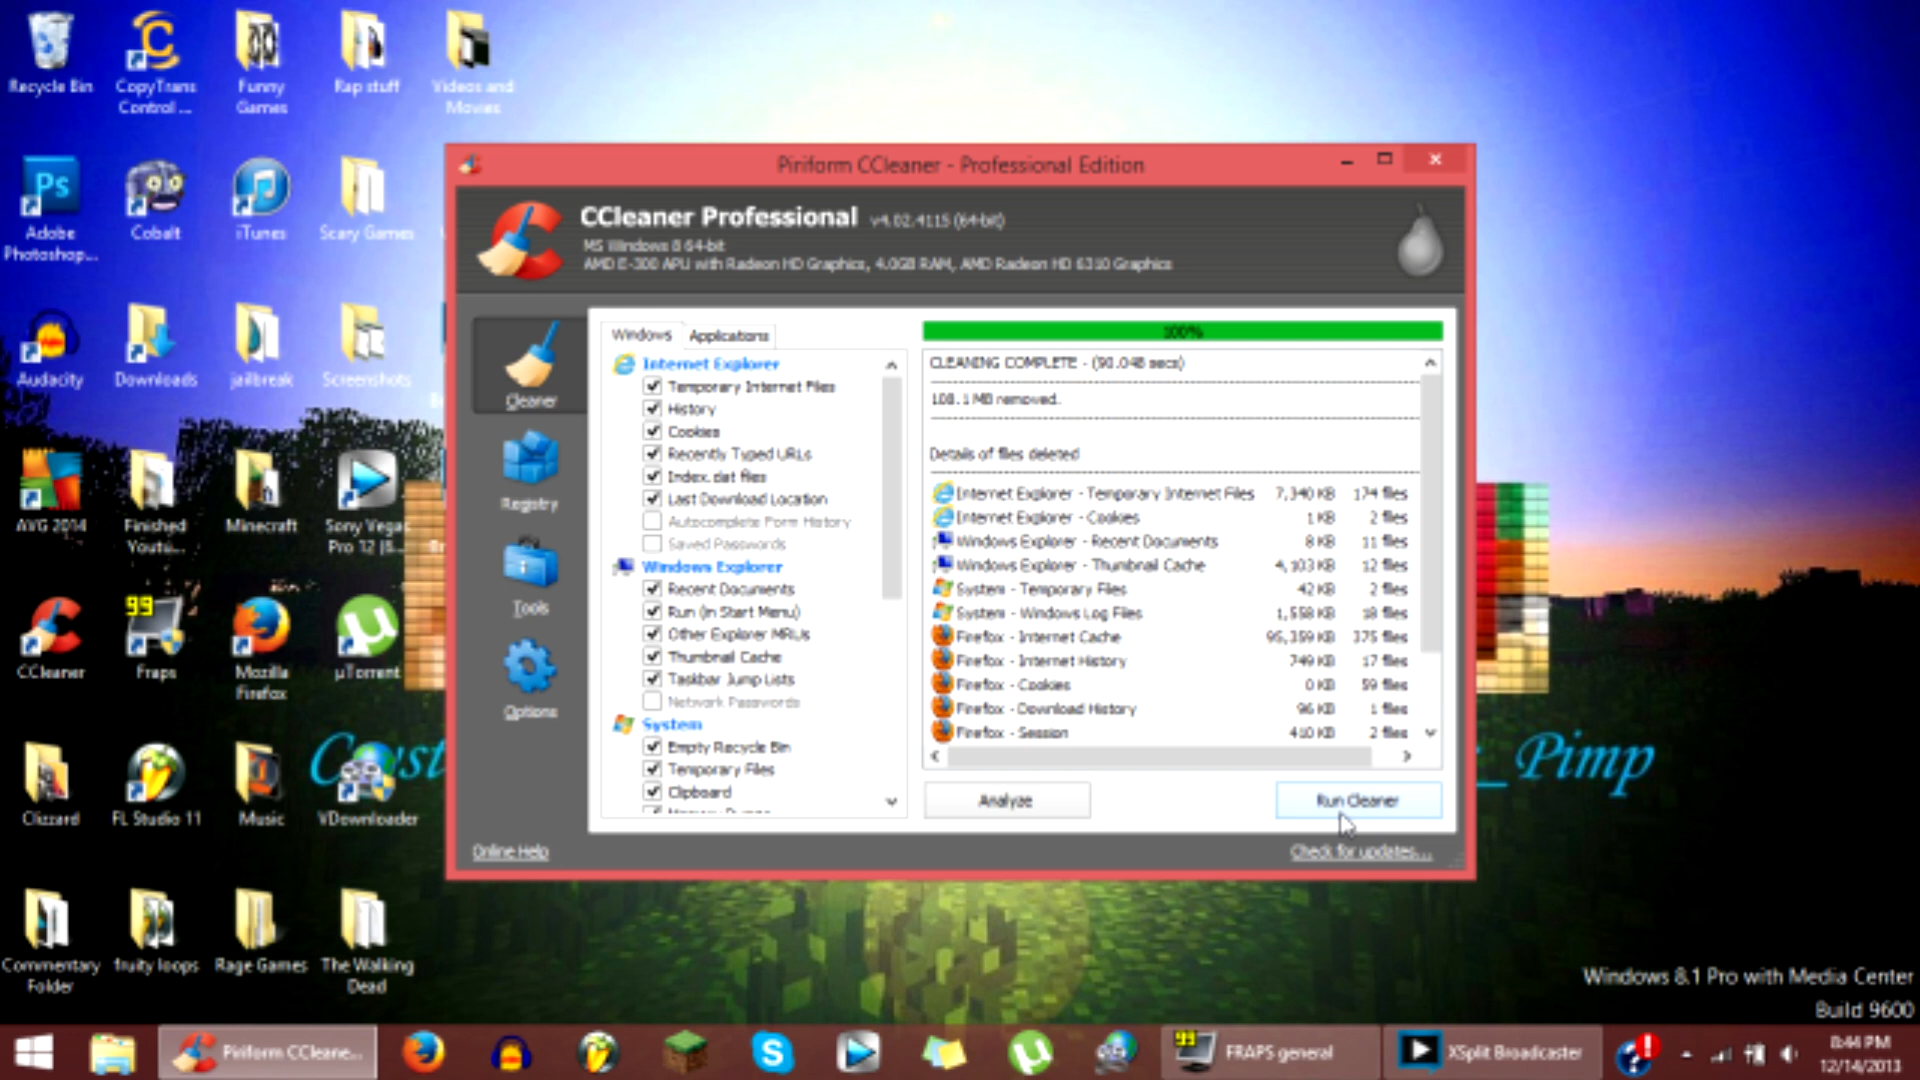 Recycle Bin
CopyTrans
Control ...
Funny
Games
Rap stuff
Videos and
Movies
Ps
Adobe
Photoshop...
Cobalt
iTunes
Scary Games
Audacity
Downloads
jailbreak
Screenshots
AVG 2014
Finished
Youtu...
Minecraft
Sony Vegas
Pro 12 (6...
CCleaner
99
Fraps
Mozilla
Firefox
µTorrent
Clizzard
FL Studio 11
Music
VDownloader
Commentary
Folder
fruity loops
Rage Games
The Walking
Dead
Piriform CCleaner - Professional Edition
CCleaner Professional v4.02.4115 (64-bit)
MS Windows 8 64-bit
AMD E-300 APU with Radeon HD Graphics, 4.0GB RAM, AMD Radeon HD 6310 Graphics
Cleaner
Registry
Tools
Options
Windows
Applications
Internet Explorer
Temporary Internet Files
History
Cookies
Recently Typed URLs
Index.dat files
Last Download Location
Autocomplete Form History
Saved Passwords
Windows Explorer
Recent Documents
Run (in Start Menu)
Other Explorer MRUs
Thumbnail Cache
Taskbar Jump Lists
Network Passwords
System
Empty Recycle Bin
Temporary Files
Clipboard
100%
CLEANING COMPLETE - (90.048 secs)
108.1 MB removed.
Details of files deleted
Internet Explorer - Temporary Internet Files 7,340 KB 174 files
Internet Explorer - Cookies 1 KB 2 files
Windows Explorer - Recent Documents 8 KB 11 files
Windows Explorer - Thumbnail Cache 4,103 KB 12 files
System - Temporary Files 42 KB 2 files
System - Windows Log Files 1,558 KB 18 files
Firefox - Internet Cache 95,359 KB 375 files
Firefox - Internet History 749 KB 17 files
Firefox - Cookies 0 KB 59 files
Firefox - Download History 96 KB 1 files
Firefox - Session 410 KB 2 files
Analyze
Run Cleaner
Online Help
Check for updates...
_Pimp
Windows 8.1 Pro with Media Center
Build 9600
Piriform CCleane...
99
FRAPS general
XSplit Broadcaster
8:44 PM
12/14/2013